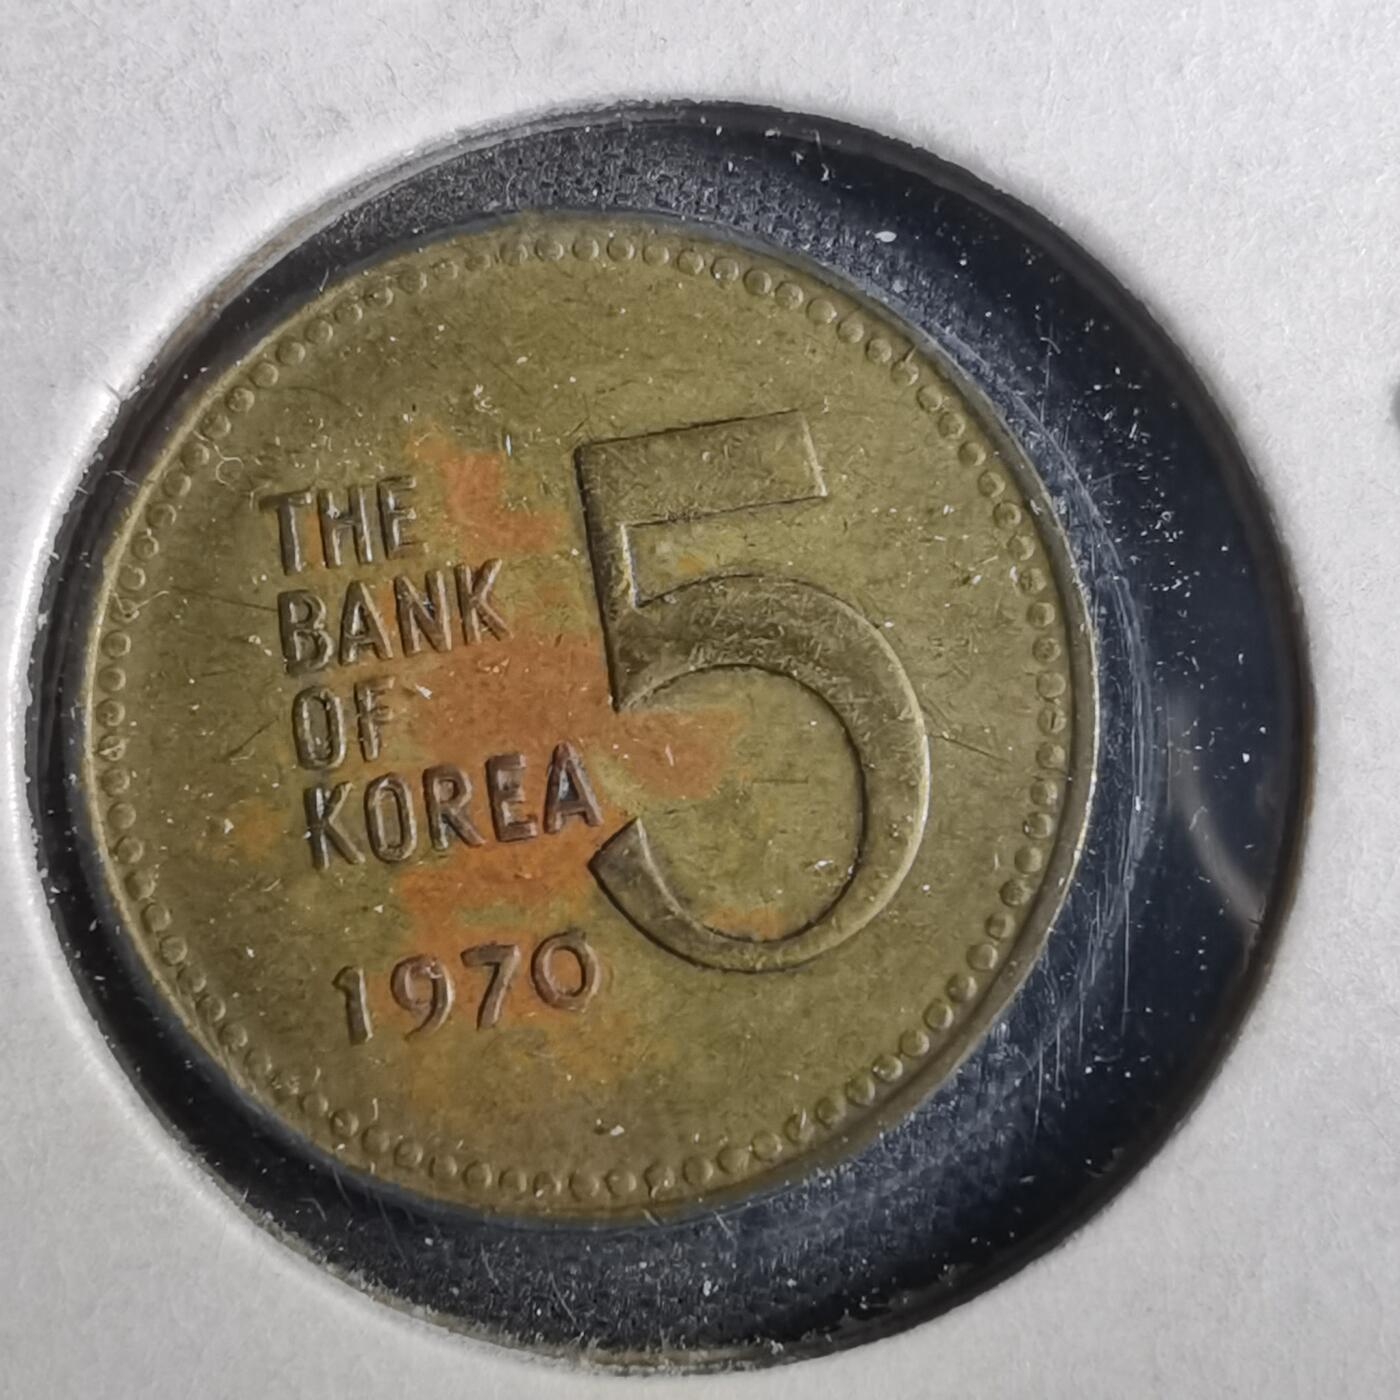 THE
BANK
OF
KOREA
1970
5